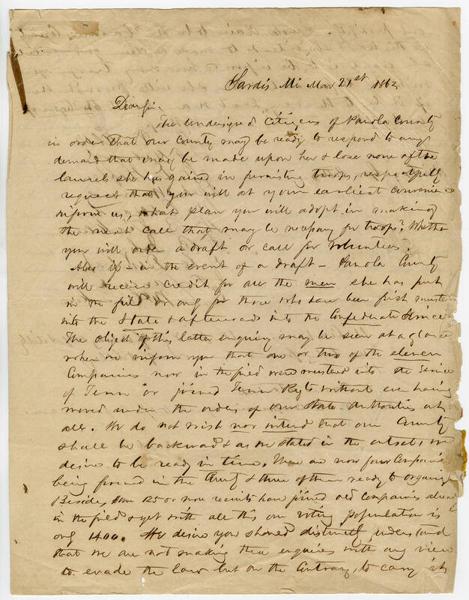 Sardis Mi Mar 21st 1862
Dear sir,
The undersigned Citizens of Panola County
in order that our County may be ready to respond to any
demand that may be made upon her & lose none of the
laurels she has gained in furnishing troops, respectfully
request that you will at your earliest convenience
inform us, what plan you will adopt in making
the next call that may be necessary for troops? Whether
you will order a draft or call for volunteers.
Also if - in the event of a draft - Panola County
will receive credit for all the men she has put
in the field or only for those who have been first mustered
into the State & afterward into the Confederate Service
The object of this latter enquiry may be seen at a glance
when we inform you that one or two of the eleven
Companies now in the field were mustered into the service
of Tenn or joined Tenn Regts without ever having
moved under the orders of our State Authorities at
all. We do not wish nor intend that our County
shall be backward & as we stated in the outset, we
desire to be ready in time. There are now four Companies
being formed in the County & three of them ready to organize
Besides some 125 or more recruits have joined old Companies already
in the field & yet with all this our voting population is
only 1400. We desire you should distinctly understand
that we are not making these enquiries with any view
to evade the law but on the contrary, to carry it